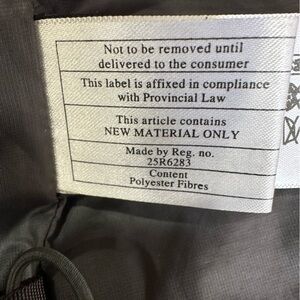 Not to be removed until
delivered to the consumer
This label is affixed in compliance
with Provincial Law
This article contains
NEW MATERIAL ONLY
Made by Reg. no.
25R6283
Content
Polyester Fibres